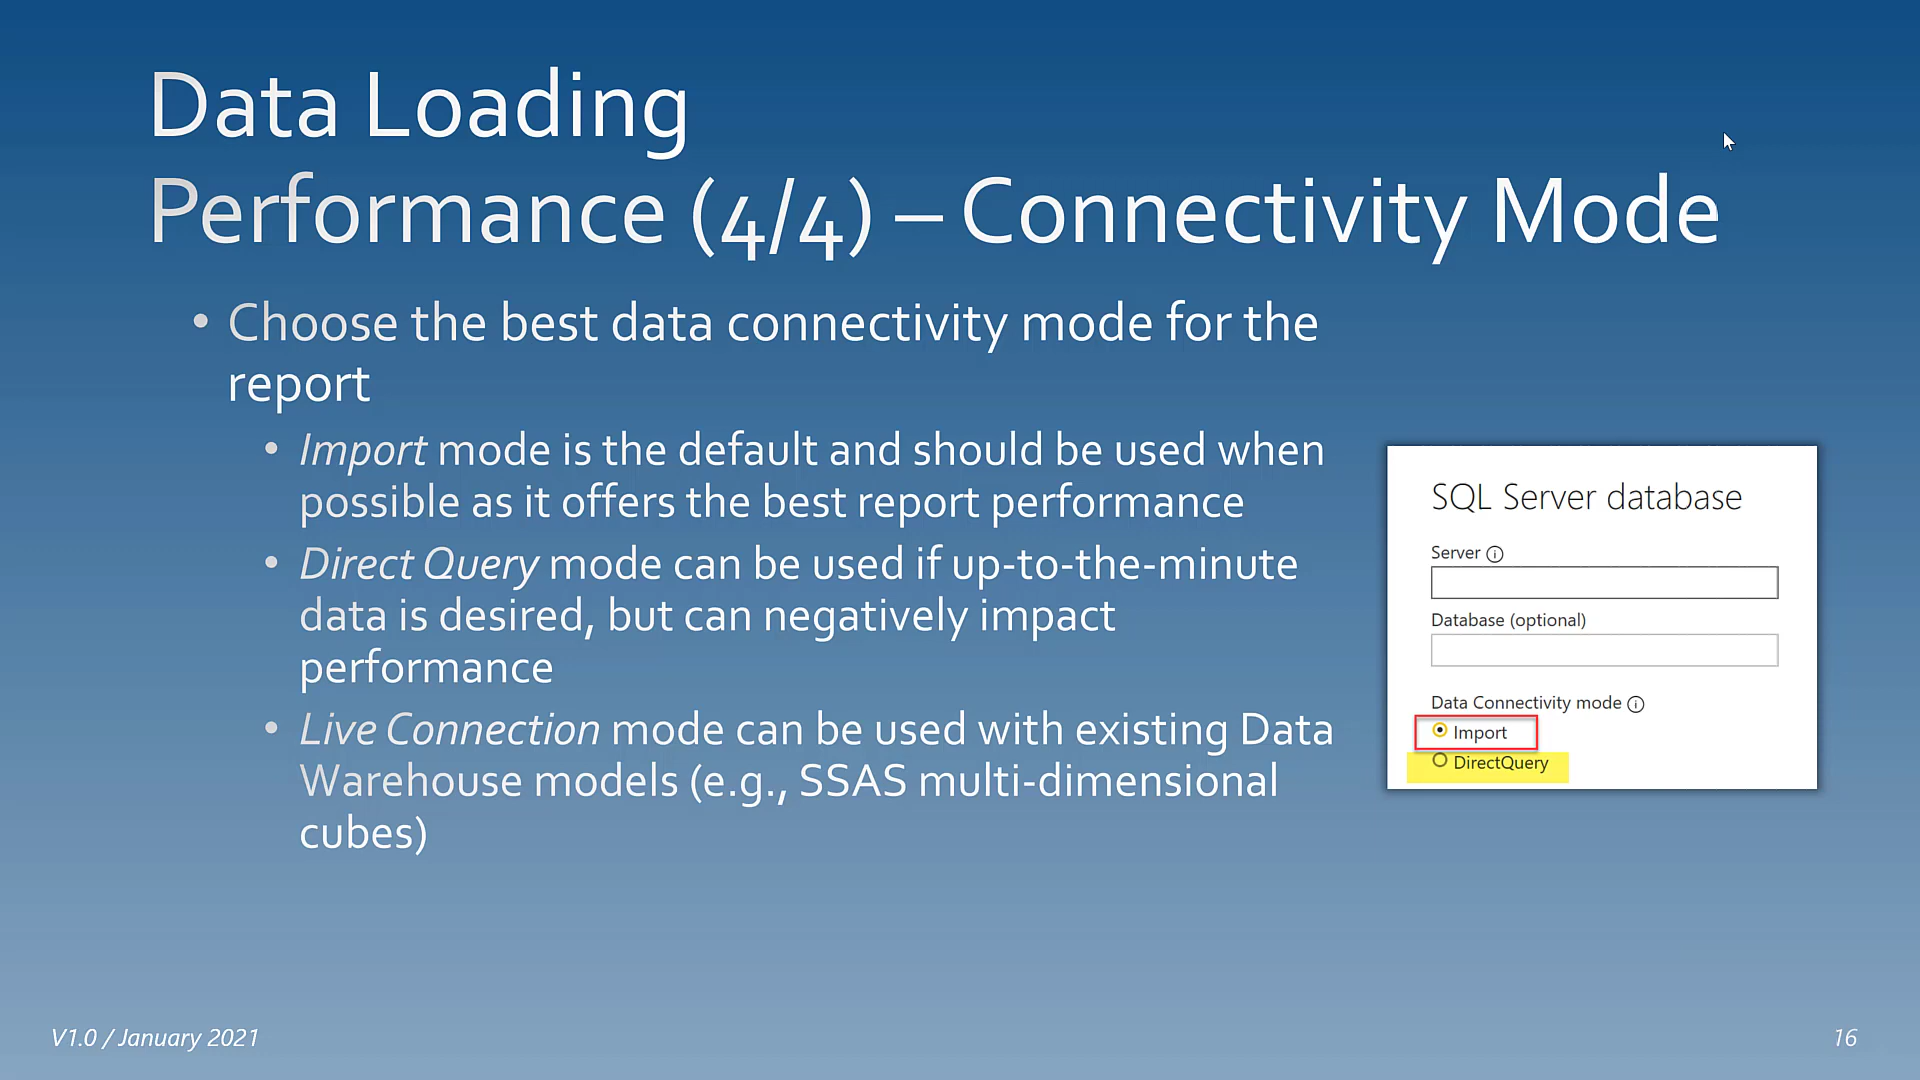 Data Loading
Performance (4/4) – Connectivity Mode
• Choose the best data connectivity mode for the
report
• Import mode is the default and should be used when
possible as it offers the best report performance
• Direct Query mode can be used if up-to-the-minute
data is desired, but can negatively impact
performance
• Live Connection mode can be used with existing Data
Warehouse models (e.g., SSAS multi-dimensional
cubes)
SQL Server database
Server
Database (optional)
Data Connectivity mode
Import
DirectQuery
V1.0 / January 2021
16